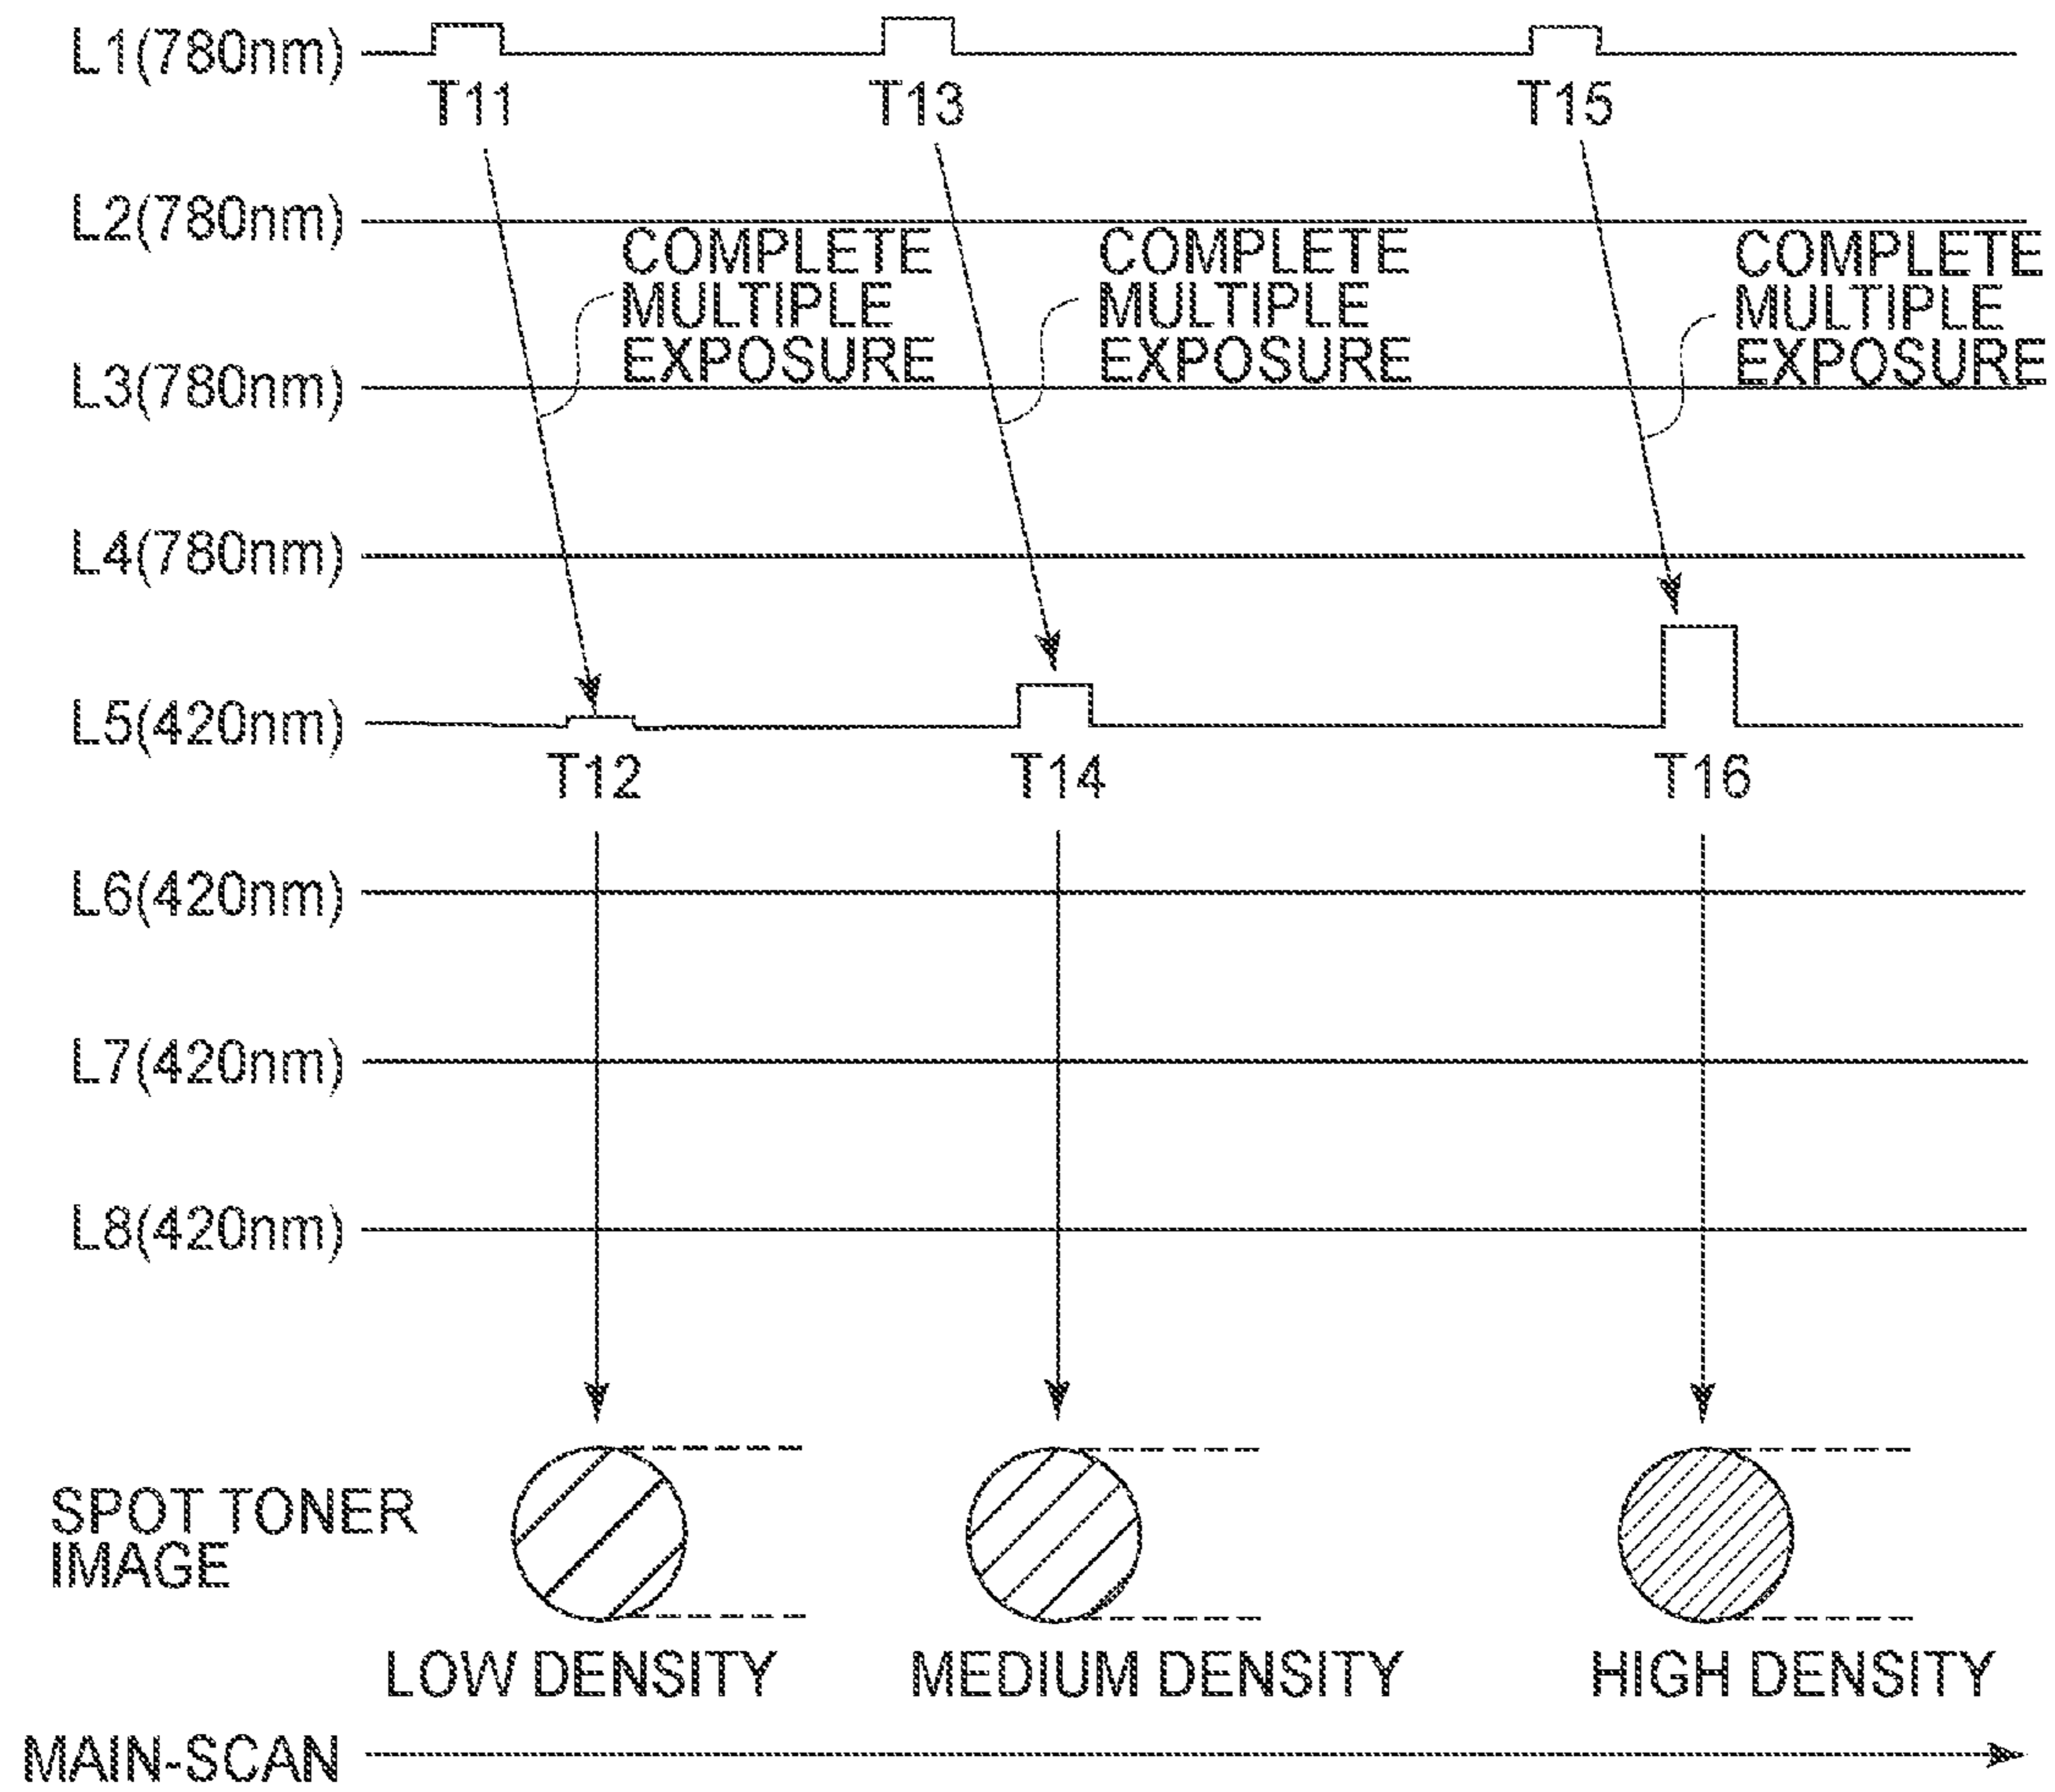 L1(780nm)
T11 T13 T15
L2(780nm)
COMPLETE
MULTIPLE
EXPOSURE
COMPLETE
MULTIPLE
EXPOSURE
COMPLETE
MULTIPLE
EXPOSURE
L3(780nm)
L4(780nm)
L5(420nm)
T12 T14 T16
L6(420nm)
L7(420nm)
L8(420nm)
SPOT TONER
IMAGE
LOW DENSITY MEDIUM DENSITY HIGH DENSITY
MAIN-SCAN